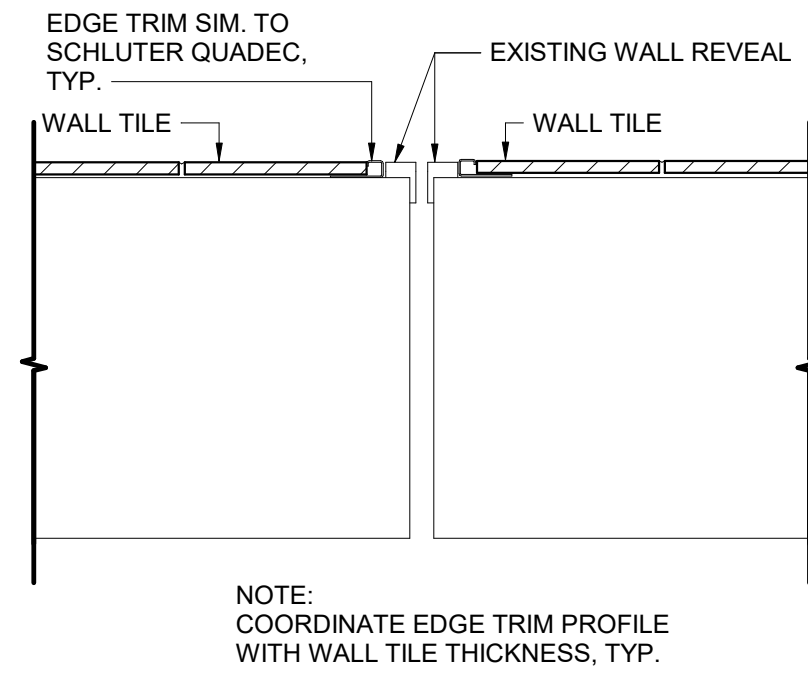 EDGE TRIM SIM. TO
SCHLUTER QUADEC,
TYP.
EXISTING WALL REVEAL
WALL TILE
WALL TILE
NOTE:
COORDINATE EDGE TRIM PROFILE
WITH WALL TILE THICKNESS, TYP.